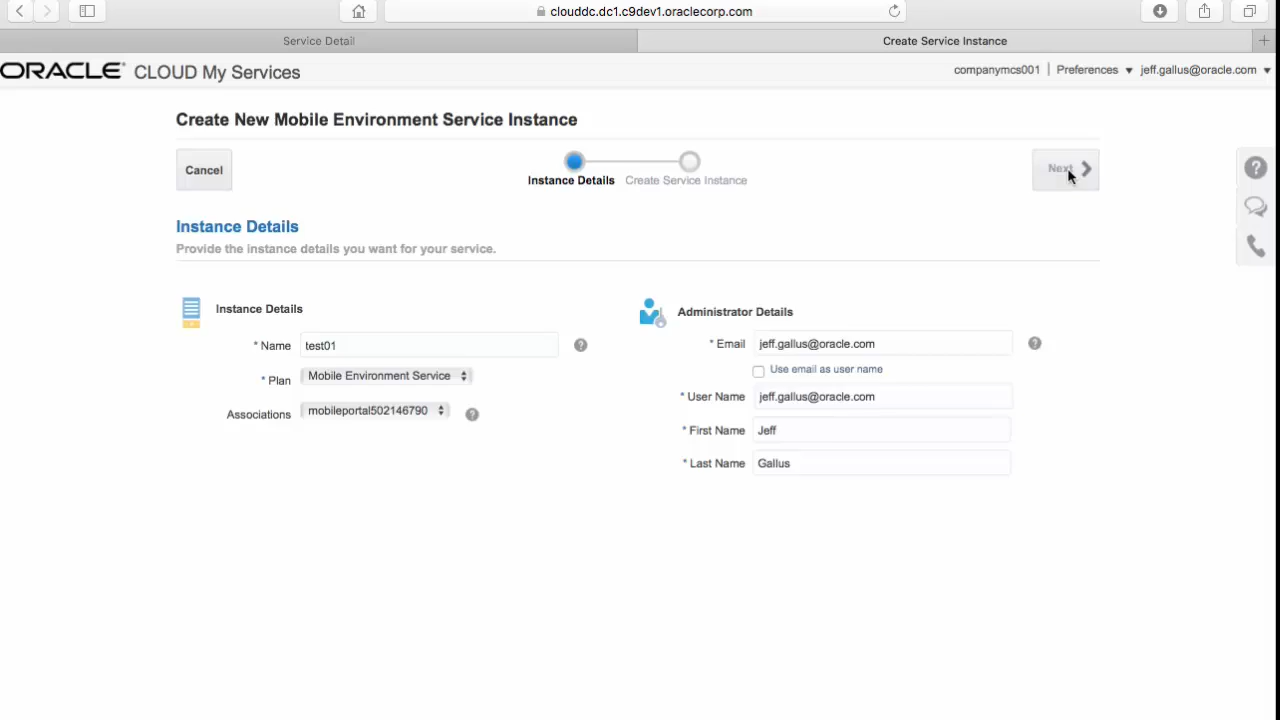 clouddc.dc1.c9dev1.oraclecorp.com
Service Detail
Create Service Instance
ORACLE CLOUD My Services
companymcs001 | Preferences jeff.gallus@oracle.com
Create New Mobile Environment Service Instance
Cancel
Next
Instance Details
Create Service Instance
Instance Details
Provide the instance details you want for your service.
Instance Details
* Name test01
* Plan Mobile Environment Service
Associations mobileportal502146790
Administrator Details
* Email jeff.gallus@oracle.com
Use email as user name
* User Name jeff.gallus@oracle.com
* First Name Jeff
* Last Name Gallus